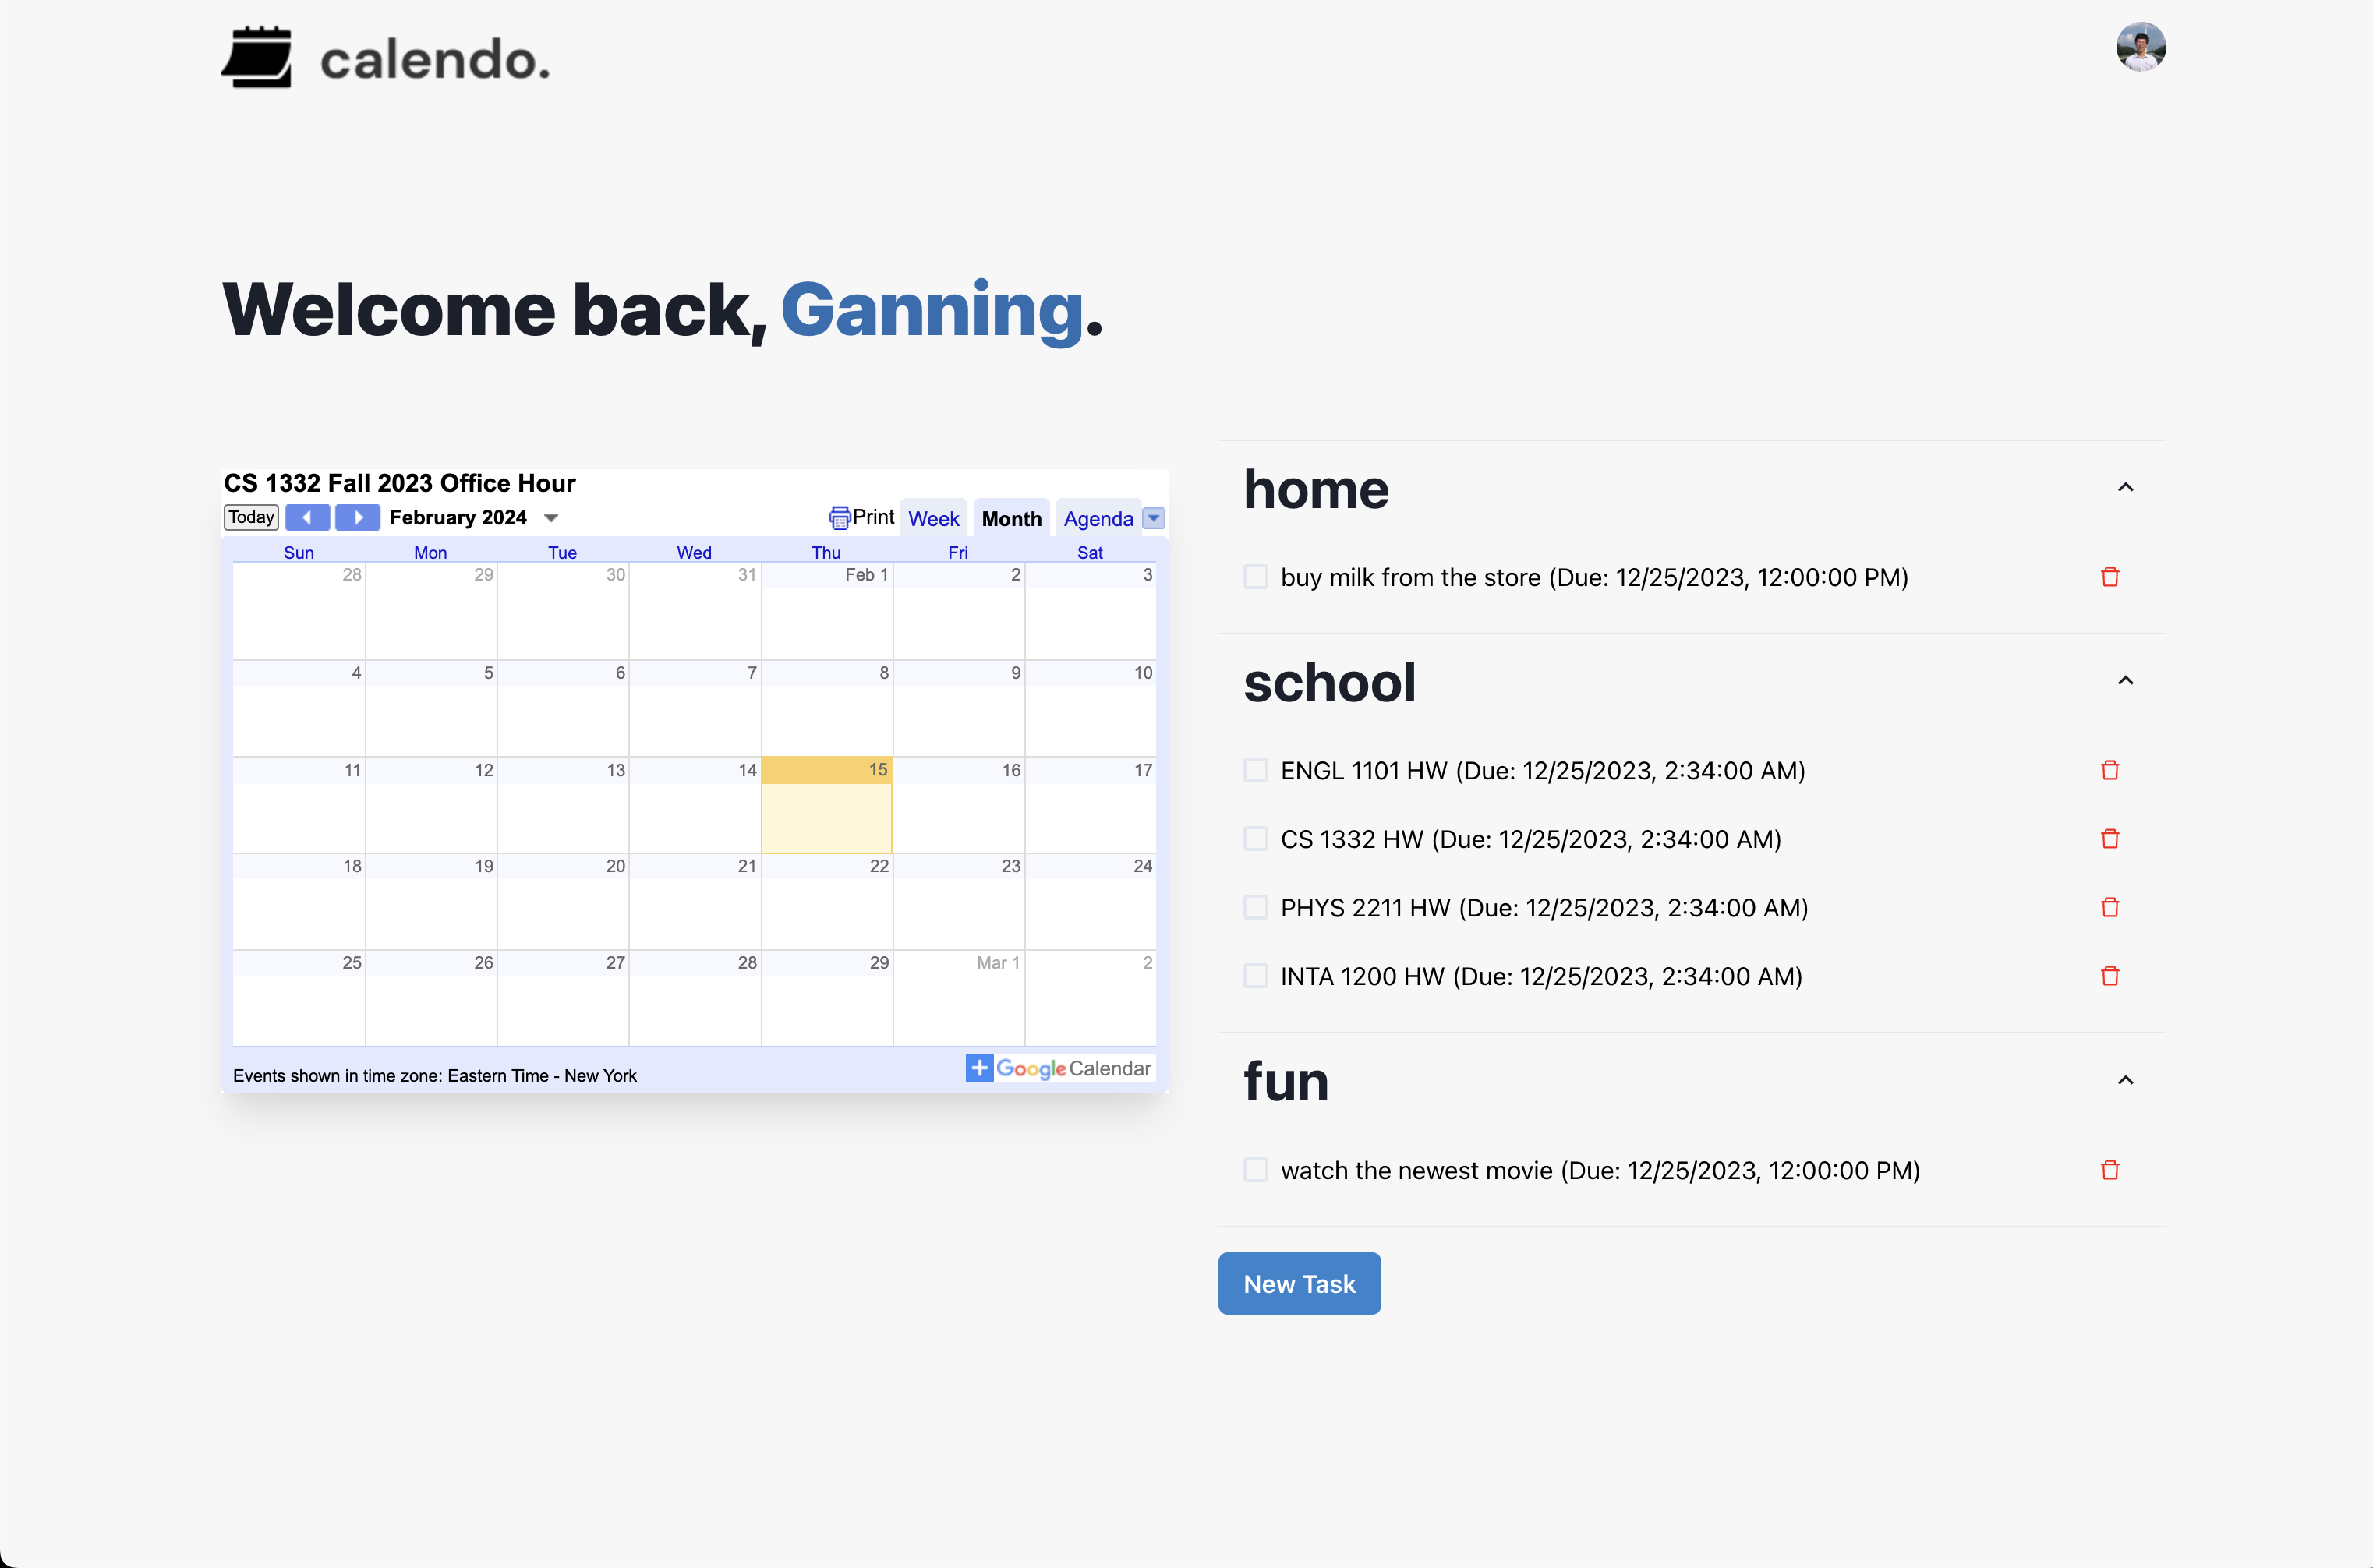 calendo.
Welcome back, Ganning.
CS 1332 Fall 2023 Office Hour
Today February 2024 Print Week Month Agenda
Sun Mon Tue Wed Thu Fri Sat
28 29 30 31 Feb 1 2 3
4 5 6 7 8 9 10
11 12 13 14 15 16 17
18 19 20 21 22 23 24
25 26 27 28 29 Mar 1 2
Events shown in time zone: Eastern Time - New York
+ Google Calendar
home
buy milk from the store (Due: 12/25/2023, 12:00:00 PM)
school
ENGL 1101 HW (Due: 12/25/2023, 2:34:00 AM)
CS 1332 HW (Due: 12/25/2023, 2:34:00 AM)
PHYS 2211 HW (Due: 12/25/2023, 2:34:00 AM)
INTA 1200 HW (Due: 12/25/2023, 2:34:00 AM)
fun
watch the newest movie (Due: 12/25/2023, 12:00:00 PM)
New Task